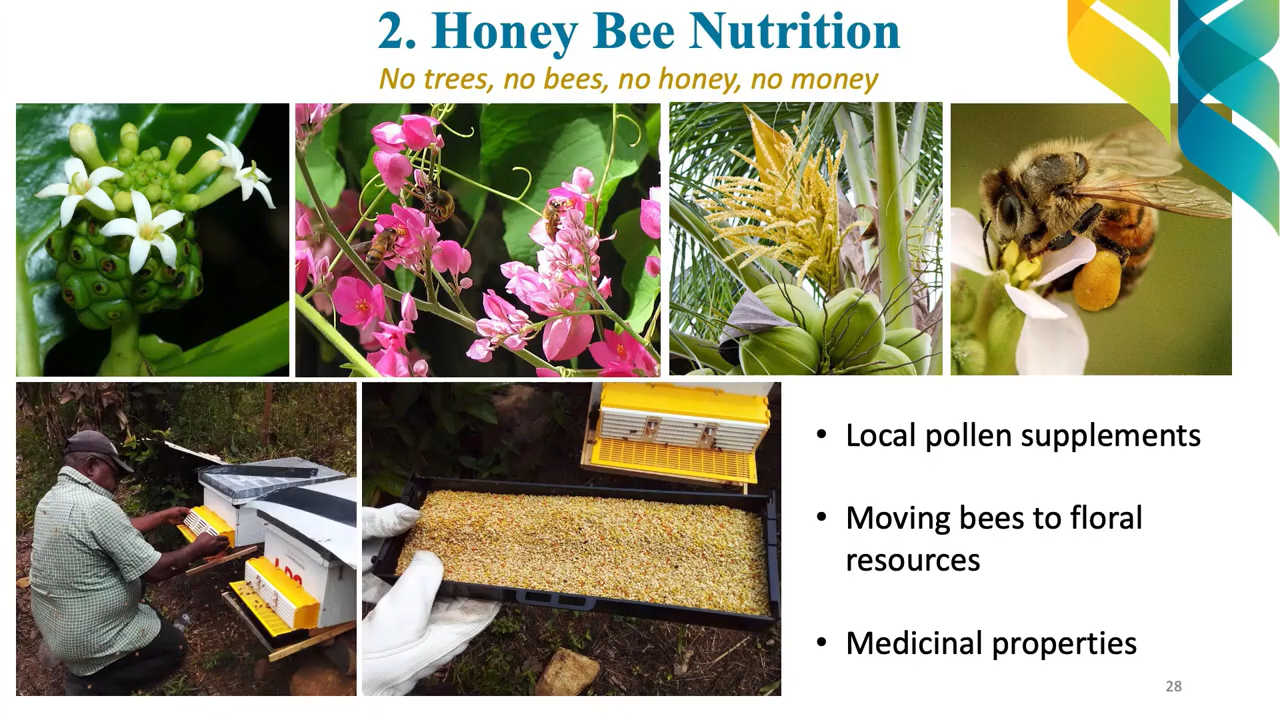 2. Honey Bee Nutrition
No trees, no bees, no honey, no money
• Local pollen supplements
• Moving bees to floral
resources
• Medicinal properties
28